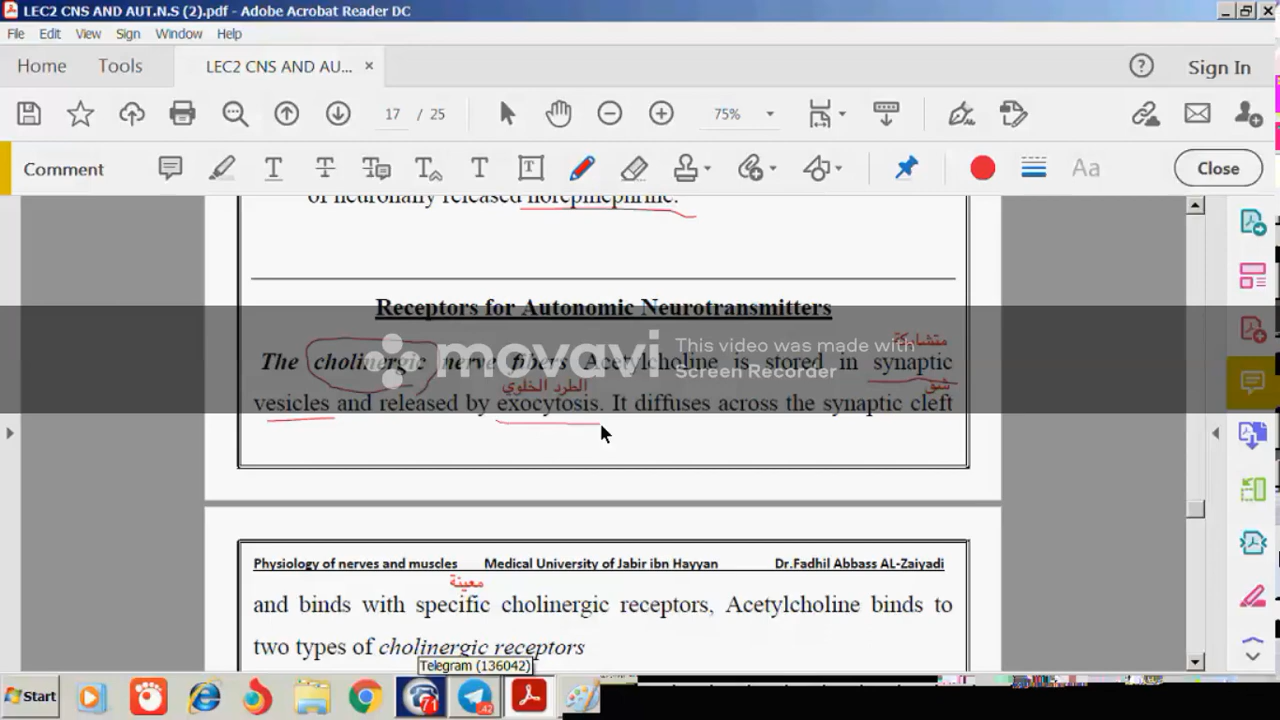 LEC2 CNS AND AUT.N.S (2).pdf - Adobe Acrobat Reader DC
File Edit View Sign Window Help
Home Tools LEC2 CNS AND AU... × Sign In
17 / 25 75%
Comment Close
of neuronally released norepinephrine.
Receptors for Autonomic Neurotransmitters
متشاركة
The cholinergic nerve fibers Acetylcholine is stored in synaptic
الطرد الخلوي شق
vesicles and released by exocytosis. It diffuses across the synaptic cleft
movavi This video was made with
Screen Recorder
Physiology of nerves and muscles Medical University of Jabir ibn Hayyan Dr.Fadhil Abbass AL-Zaiyadi
معينة
and binds with specific cholinergic receptors, Acetylcholine binds to
two types of cholinergic receptors
Telegram (136042)
Start 71 42